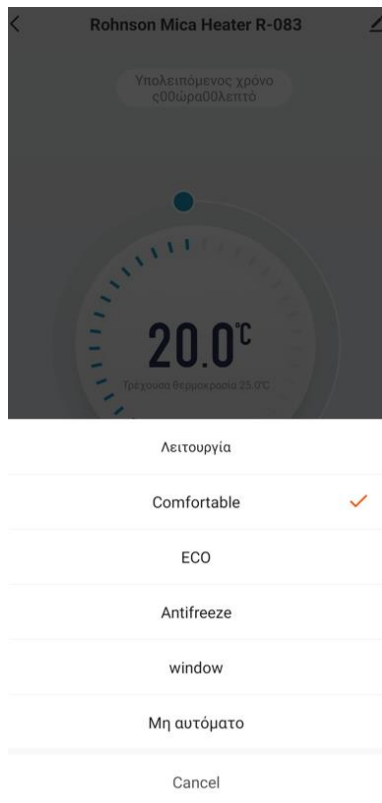 Rohnson Mica Heater R-083
Υπολειπόμενος χρόνο
ς00ώρα00λεπτό
20.0°C
Τρέχουσα θερμοκρασία 25.0°C
Λειτουργία
Comfortable
ECO
Antifreeze
window
Μη αυτόματο
Cancel